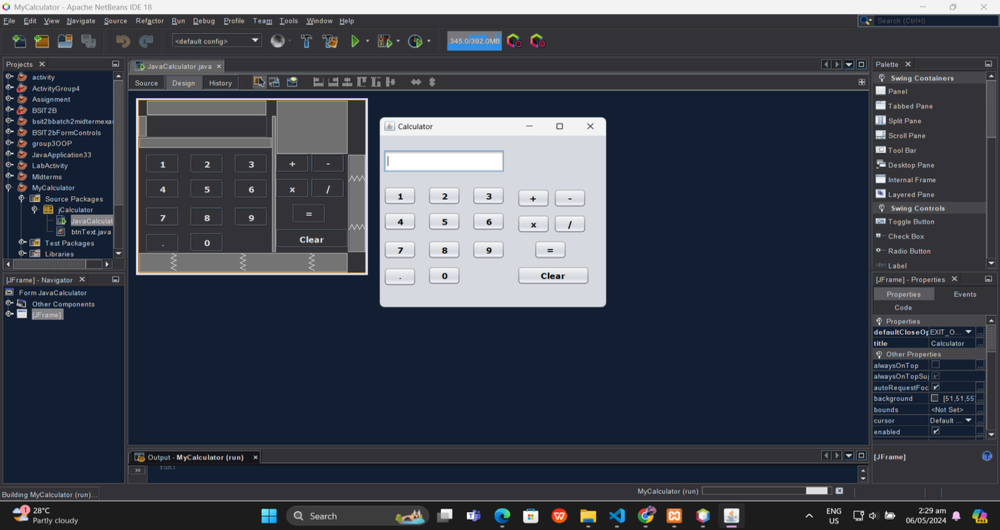 MyCalculator - Apache NetBeans IDE 18
File Edit View Navigate Source Refactor Run Debug Profile Team Tools Window Help
Search (Ctrl+I)
<default config>
345.0/392.0MB
Projects
activity
ActivityGroup4
Assignment
BSIT2B
bsit2bbatch2midtermexa
BSIT2bFormControls
group3OOP
JavaApplication33
LabActivity
Midterms
MyCalculator
Source Packages
jCalculator
JavaCalculat
btnText.java
Test Packages
Libraries
[JFrame] - Navigator
Form JavaCalculator
Other Components
[JFrame]
JavaCalculator.java
Source Design History
1 2 3 + -
4 5 6 x /
7 8 9 =
. 0 Clear
Calculator
1 2 3 + -
4 5 6 x /
7 8 9 =
. 0 Clear
Palette
Swing Containers
Panel
Tabbed Pane
Split Pane
Scroll Pane
Tool Bar
Desktop Pane
Internal Frame
Layered Pane
Swing Controls
Toggle Button
Check Box
Radio Button
Label
[JFrame] - Properties
Properties Events
Code
Properties
defaultCloseOp EXIT_O...
title Calculator
Other Properties
alwaysOnTop
alwaysOnTopSu
autoRequestFoc
background [51,51,55
bounds <Not Set>
cursor Default ...
enabled
[JFrame]
Output - MyCalculator (run)
run:
Building MyCalculator (run)...
MyCalculator (run)
1
28°C
Partly cloudy
Search
ENG
US
2:29 am
06/05/2024